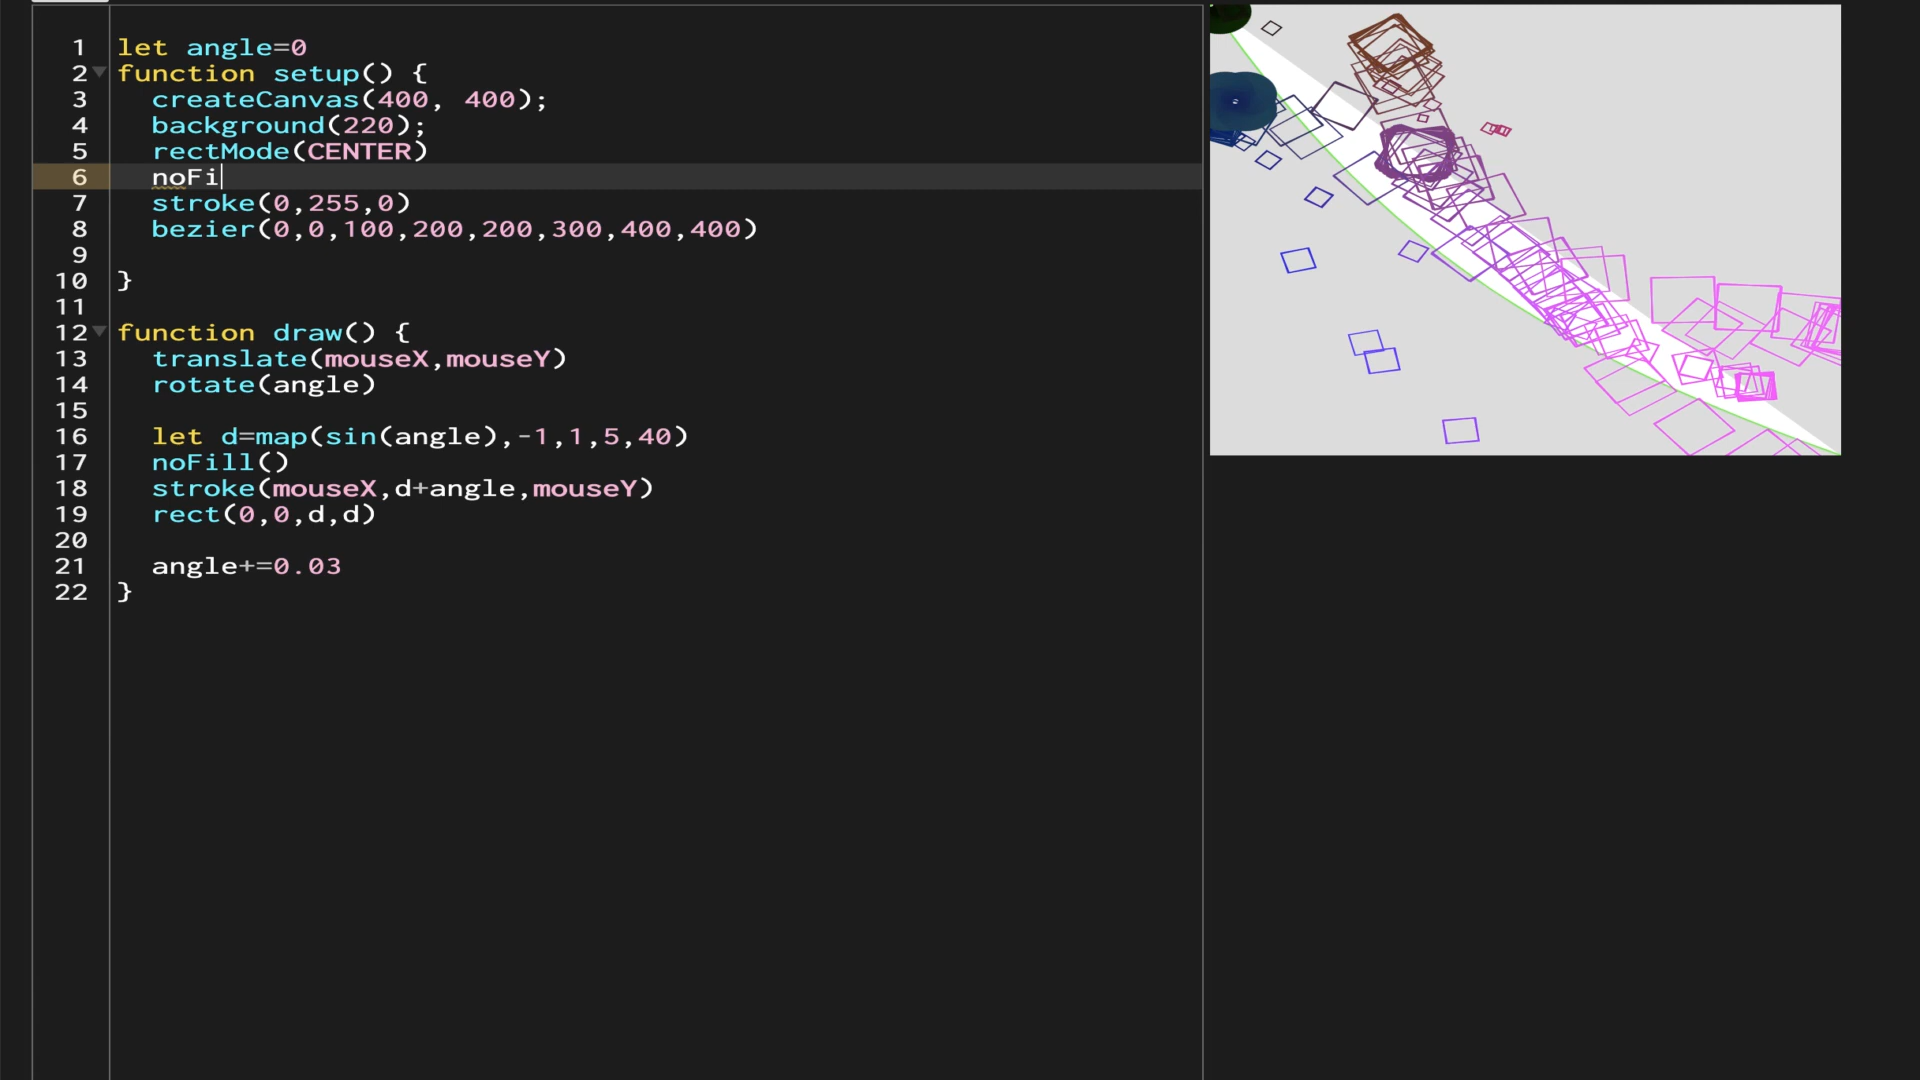 1 let angle=0
2 function setup() {
3 createCanvas(400, 400);
4 background(220);
5 rectMode(CENTER)
6 noFi
7 stroke(0,255,0)
8 bezier(0,0,100,200,200,300,400,400)
9
10 }
11
12 function draw() {
13 translate(mouseX,mouseY)
14 rotate(angle)
15
16 let d=map(sin(angle),-1,1,5,40)
17 noFill()
18 stroke(mouseX,d+angle,mouseY)
19 rect(0,0,d,d)
20
21 angle+=0.03
22 }